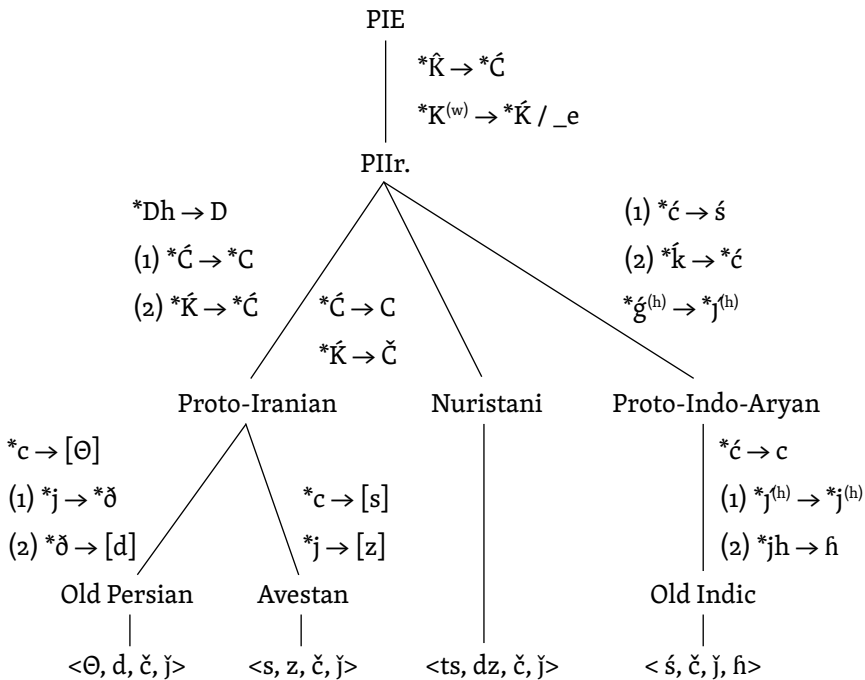 PIE
*K̂ → *Ć
*K⁽ʷ⁾ → *Ḱ / _e
PIIr.
*Dh → D
(1) *Ć → *C
(2) *Ḱ → *Ć
*Ć → C
*Ḱ → Č
(1) *ć → ś
(2) *ḱ → *ć
*ǵ⁽ʰ⁾ → *ȷ́⁽ʰ⁾
Proto-Iranian
Nuristani
Proto-Indo-Aryan
*c → [Θ]
(1) *j → *ð
(2) *ð → [d]
*c → [s]
*j → [z]
*ć → c
(1) *ȷ́⁽ʰ⁾ → *j⁽ʰ⁾
(2) *jh → ɦ
Old Persian
Avestan
Old Indic
<Θ, d, č, ǰ>
<s, z, č, ǰ>
<ts, dz, č, ǰ>
< ś, č, ǰ, ɦ>